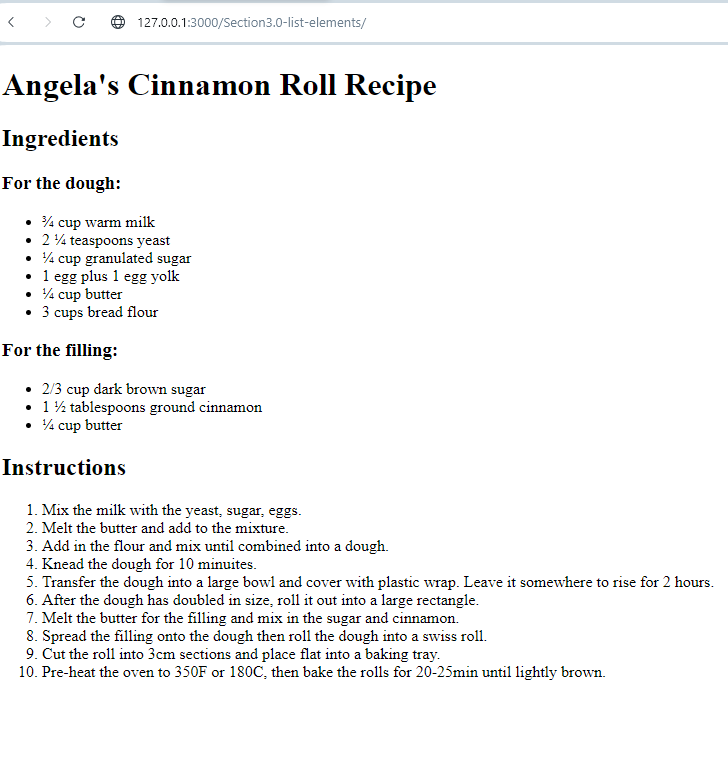 127.0.0.1:3000/Section3.0-list-elements/
Angela's Cinnamon Roll Recipe
Ingredients
For the dough:
• ¾ cup warm milk
• 2 ¼ teaspoons yeast
• ¼ cup granulated sugar
• 1 egg plus 1 egg yolk
• ¼ cup butter
• 3 cups bread flour
For the filling:
• 2/3 cup dark brown sugar
• 1 ½ tablespoons ground cinnamon
• ¼ cup butter
Instructions
1. Mix the milk with the yeast, sugar, eggs.
2. Melt the butter and add to the mixture.
3. Add in the flour and mix until combined into a dough.
4. Knead the dough for 10 minuites.
5. Transfer the dough into a large bowl and cover with plastic wrap. Leave it somewhere to rise for 2 hours.
6. After the dough has doubled in size, roll it out into a large rectangle.
7. Melt the butter for the filling and mix in the sugar and cinnamon.
8. Spread the filling onto the dough then roll the dough into a swiss roll.
9. Cut the roll into 3cm sections and place flat into a baking tray.
10. Pre-heat the oven to 350F or 180C, then bake the rolls for 20-25min until lightly brown.